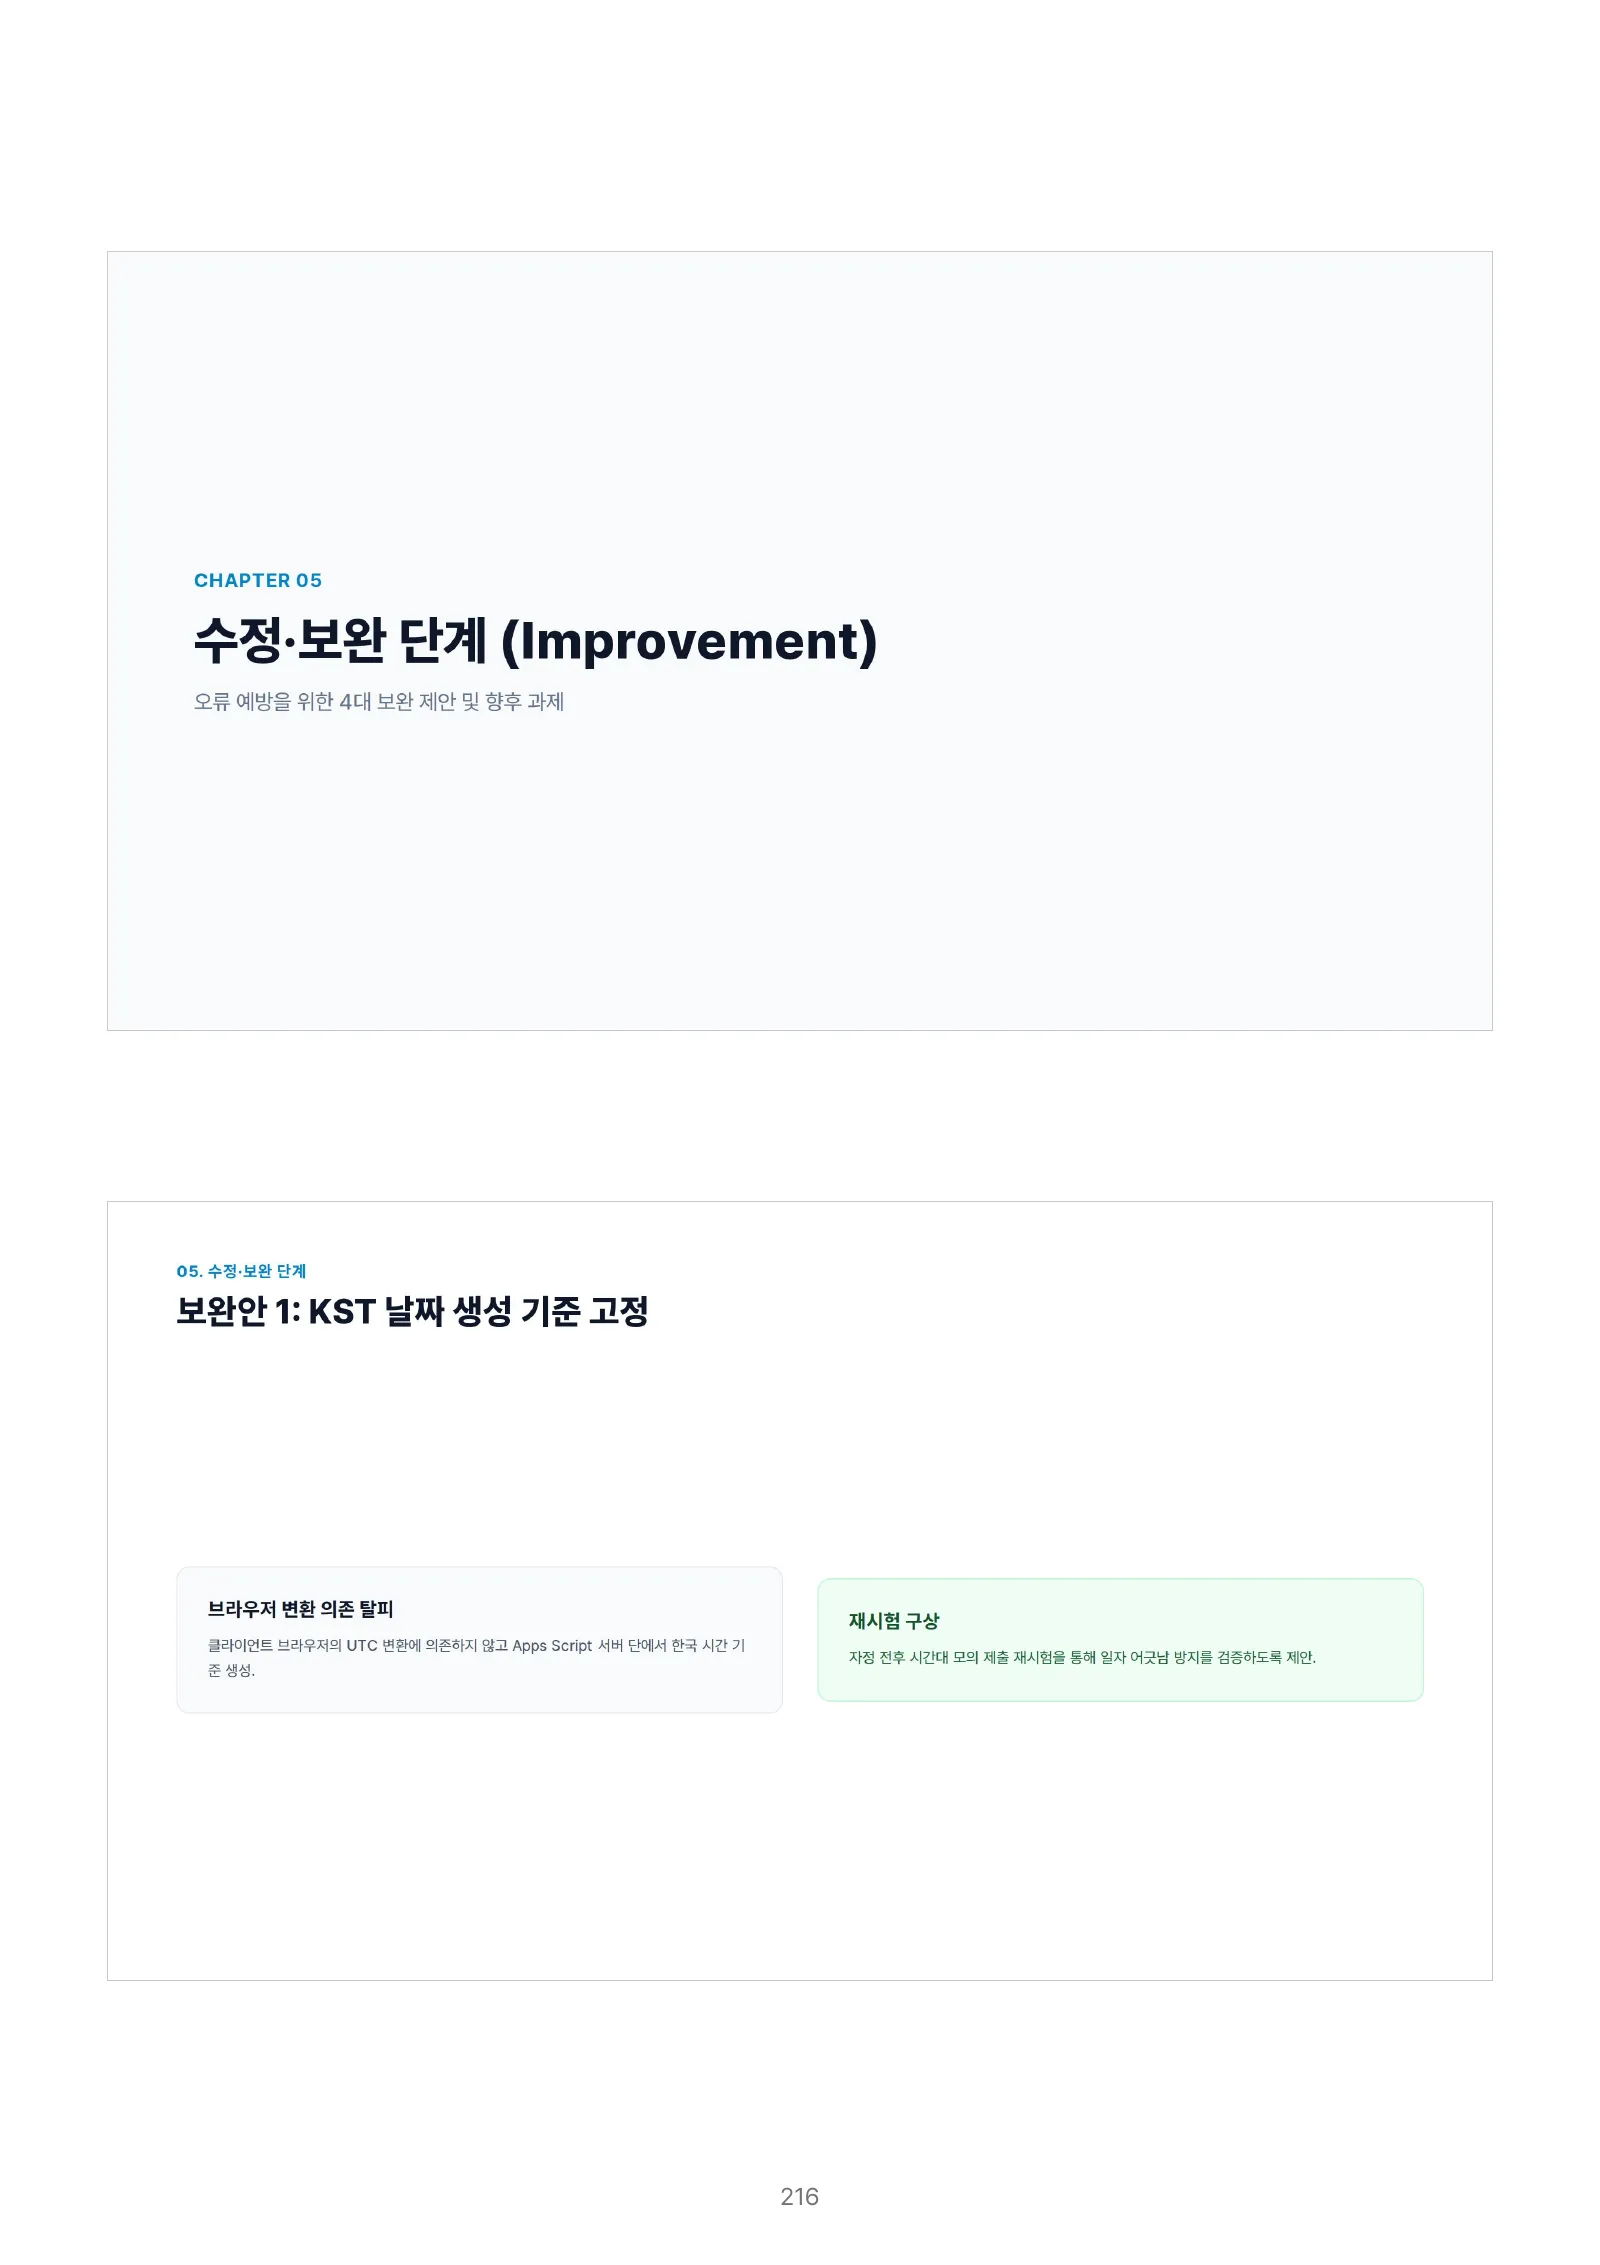 CHAPTER 05
수정·보완 단계 (Improvement)
오류 예방을 위한 4대 보완 제안 및 향후 과제
05. 수정·보완 단계
보완안 1: KST 날짜 생성 기준 고정
브라우저 변환 의존 탈피
클라이언트 브라우저의 UTC 변환에 의존하지 않고 Apps Script 서버 단에서 한국 시간 기
준 생성.
재시험 구상
자정 전후 시간대 모의 제출 재시험을 통해 일자 어긋남 방지를 검증하도록 제안.
216